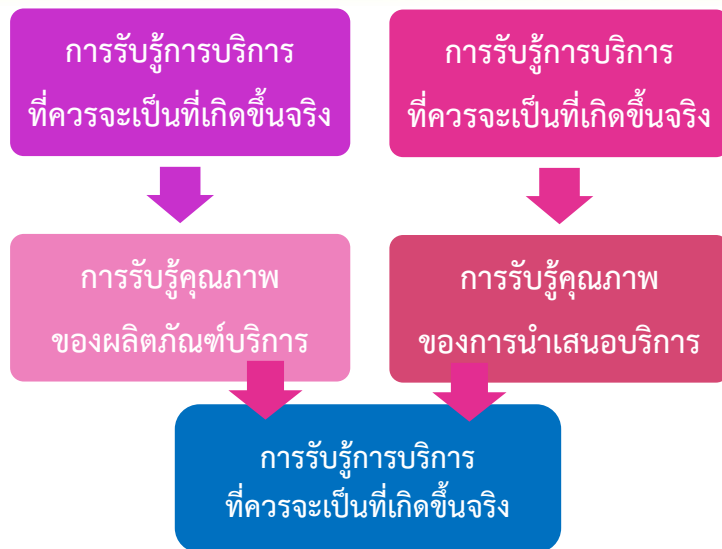 การรับรู้การบริการ
ที่ควรจะเป็นที่เกิดขึ้นจริง
การรับรู้การบริการ
ที่ควรจะเป็นที่เกิดขึ้นจริง
การรับรู้คุณภาพ
ของผลิตภัณฑ์บริการ
การรับรู้คุณภาพ
ของการนำเสนอบริการ
การรับรู้การบริการ
ที่ควรจะเป็นที่เกิดขึ้นจริง